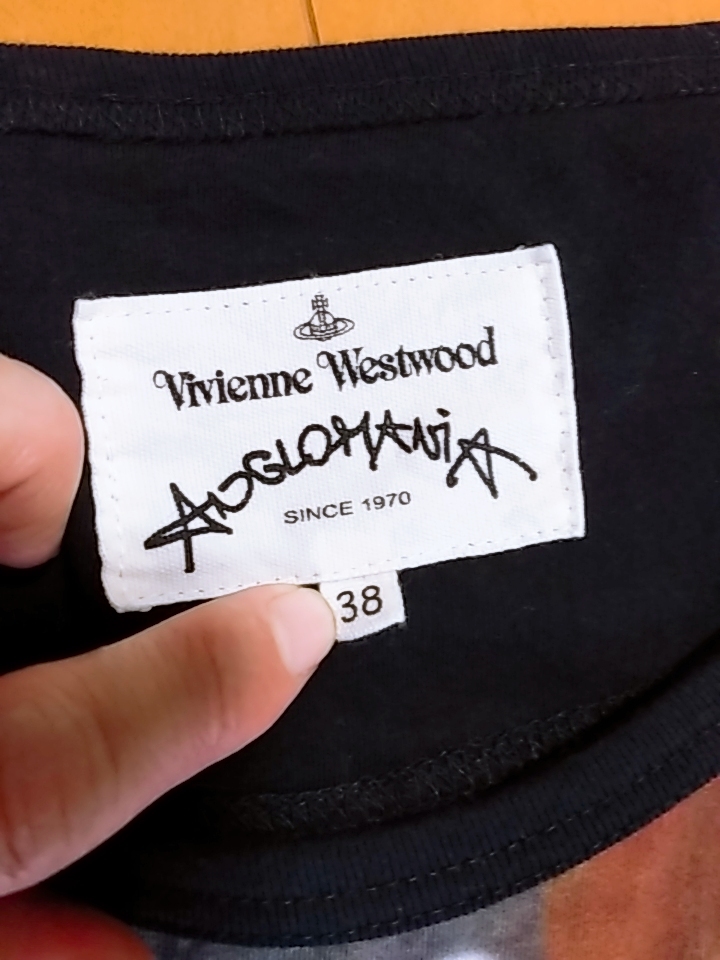 Vivienne Westwood
ANGLOMANIA
SINCE 1970
38